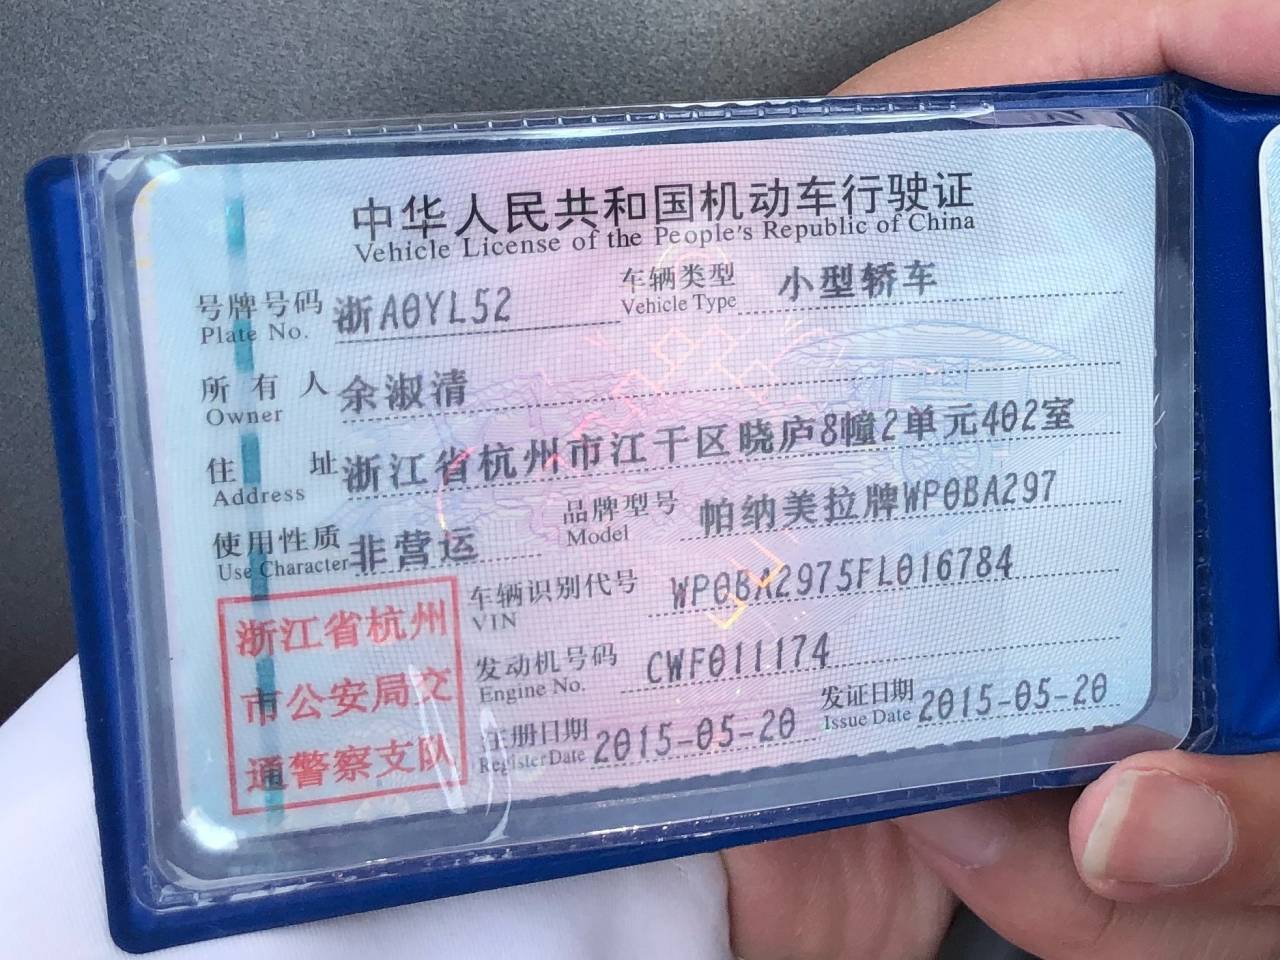 中华人民共和国机动车行驶证
Vehicle License of the People's Republic of China
号牌号码 浙A0YL52 车辆类型 小型轿车
Plate No. Vehicle Type
所有人 余淑清
Owner
住址 浙江省杭州市江干区晓庐8幢2单元402室
Address
使用性质 非营运 品牌型号 帕纳美拉牌WP0BA297
Use Character Model
车辆识别代号 WP0BA2975FL016784
VIN
发动机号码 CWF011174
Engine No.
注册日期 2015-05-20 发证日期 2015-05-20
Register Date Issue Date
浙江省杭州
市公安局交
通警察支队